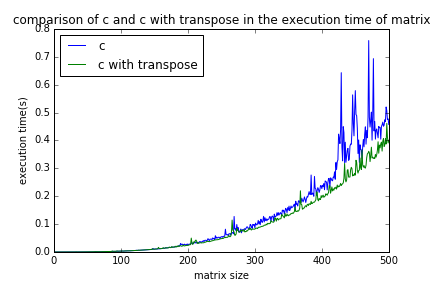 comparison of c and c with transpose in the execution time of matrix
0.8
0.7
0.6
0.5
0.4
0.3
0.2
0.1
0.0
execution time(s)
c
c with transpose
0 100 200 300 400 500
matrix size